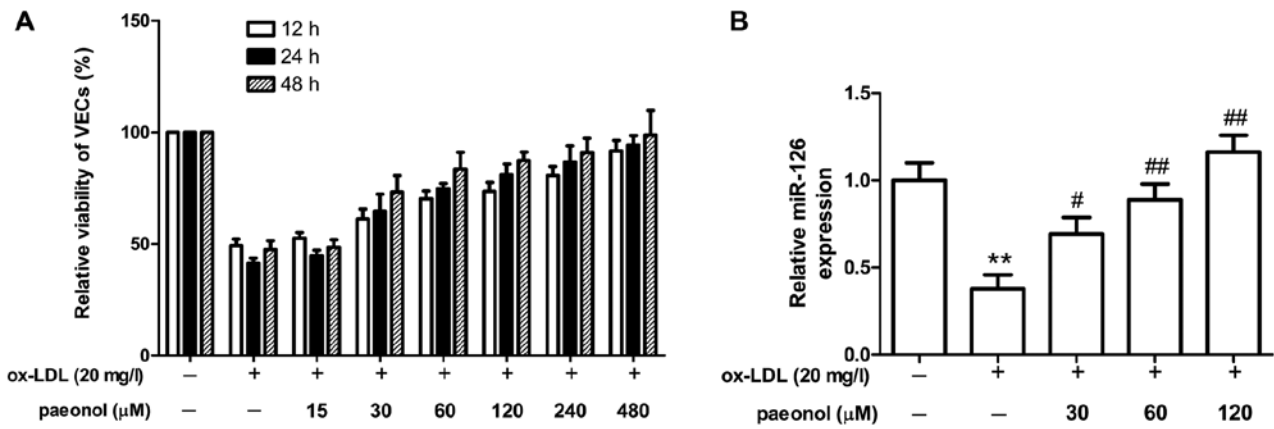 A
Relative viability of VECs (%)
150
100
50
0
12 h
24 h
48 h
ox-LDL (20 mg/l) – + + + + + + +
paeonol (μM) – – 15 30 60 120 240 480
B
Relative miR-126
expression
1.5
1.0
0.5
0.0
**
#
##
##
ox-LDL (20 mg/l) – + + + +
paeonol (μM) – – 30 60 120